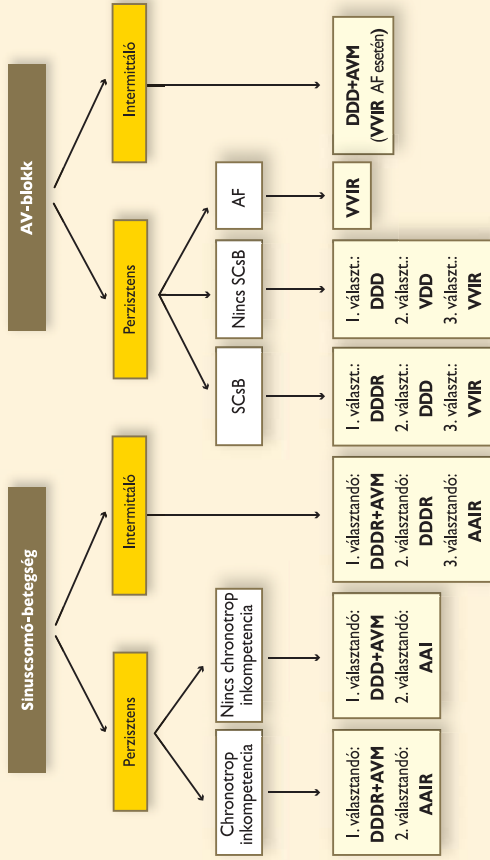 Sinuscsomó-betegség
Perzisztens
Intermittáló
Chronotrop
inkompetencia
Nincs chronotrop
inkompetencia
1. választandó:
DDDR+AVM
2. választandó:
AAIR
1. választandó:
DDD+AVM
2. választandó:
AAI
1. választandó:
DDDR+AVM
2. választandó:
DDDR
3. választandó:
AAIR
AV-blokk
Perzisztens
Intermittáló
SCsB
Nincs SCsB
AF
1. választ.:
DDDR
2. választ.:
DDD
3. választ.:
VVIR
1. választ.:
DDD
2. választ.:
VDD
3. választ.:
VVIR
VVIR
DDD+AVM
(VVIR AF esetén)